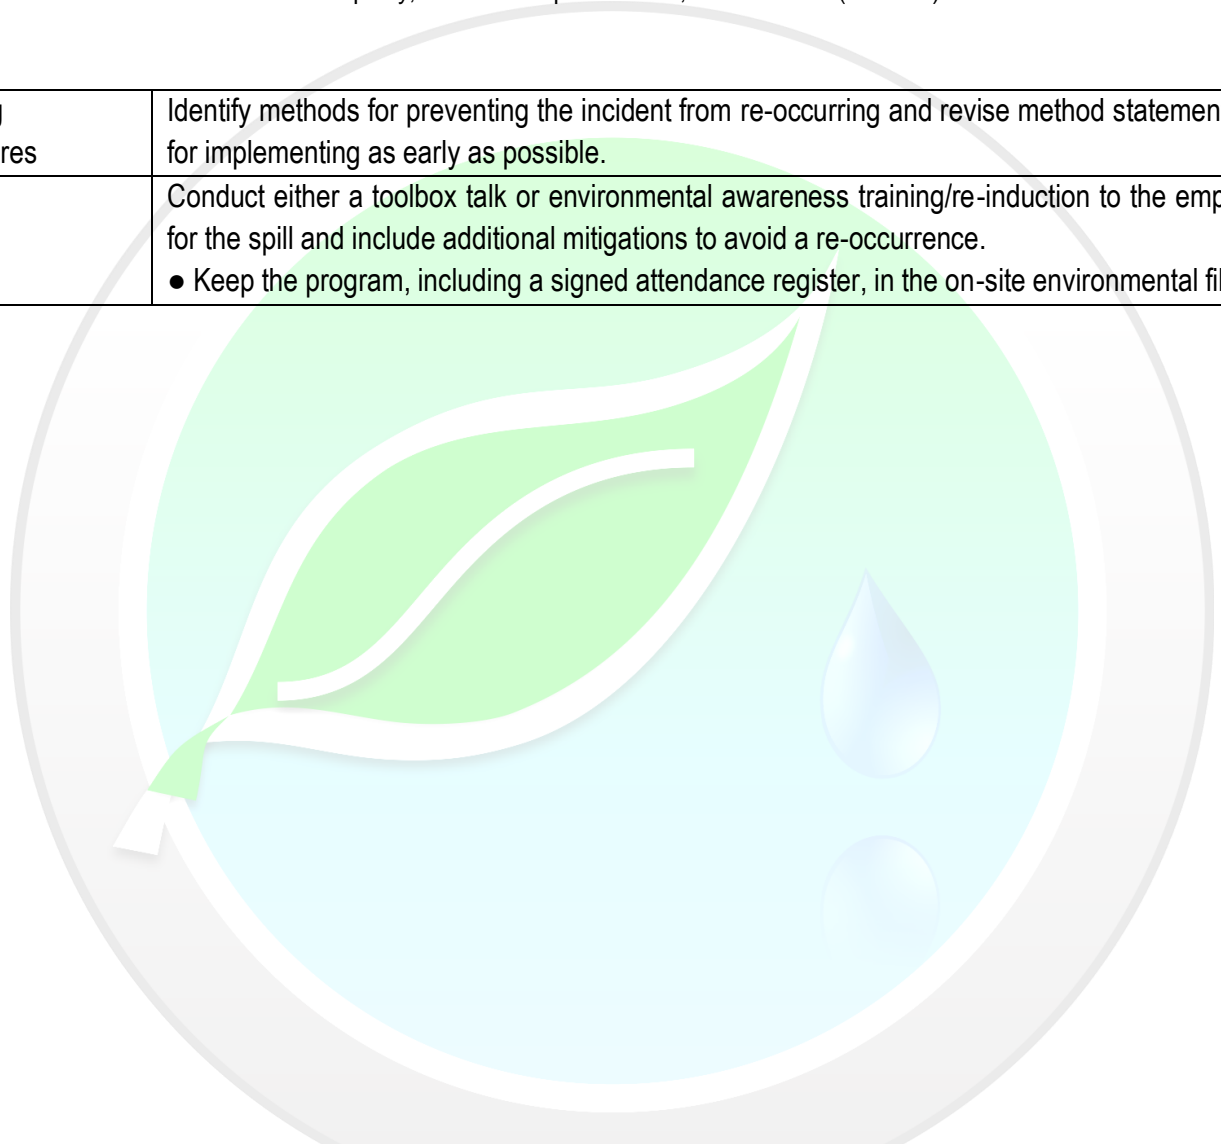 Identify methods for preventing the incident from re-occurring and revise method statemen
res for implementing as early as possible.
Conduct either a toolbox talk or environmental awareness training/re-induction to the emp
for the spill and include additional mitigations to avoid a re-occurrence.
● Keep the program, including a signed attendance register, in the on-site environmental fil